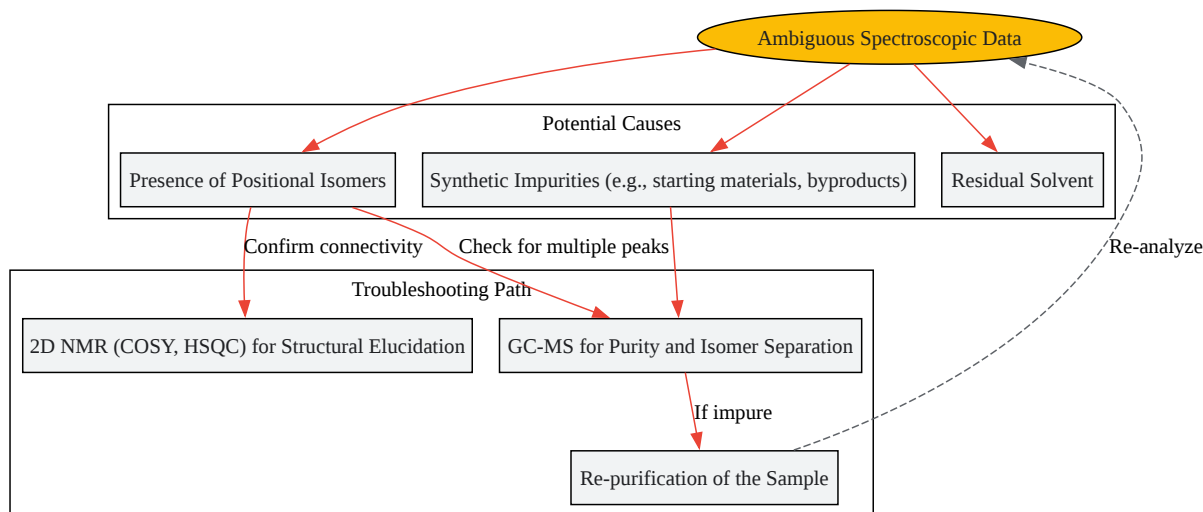 Ambiguous Spectroscopic Data
Potential Causes
Presence of Positional Isomers
Synthetic Impurities (e.g., starting materials, byproducts)
Residual Solvent
Confirm connectivity
Check for multiple peaks
Re-analyze
Troubleshooting Path
2D NMR (COSY, HSQC) for Structural Elucidation
GC-MS for Purity and Isomer Separation
If impure
Re-purification of the Sample